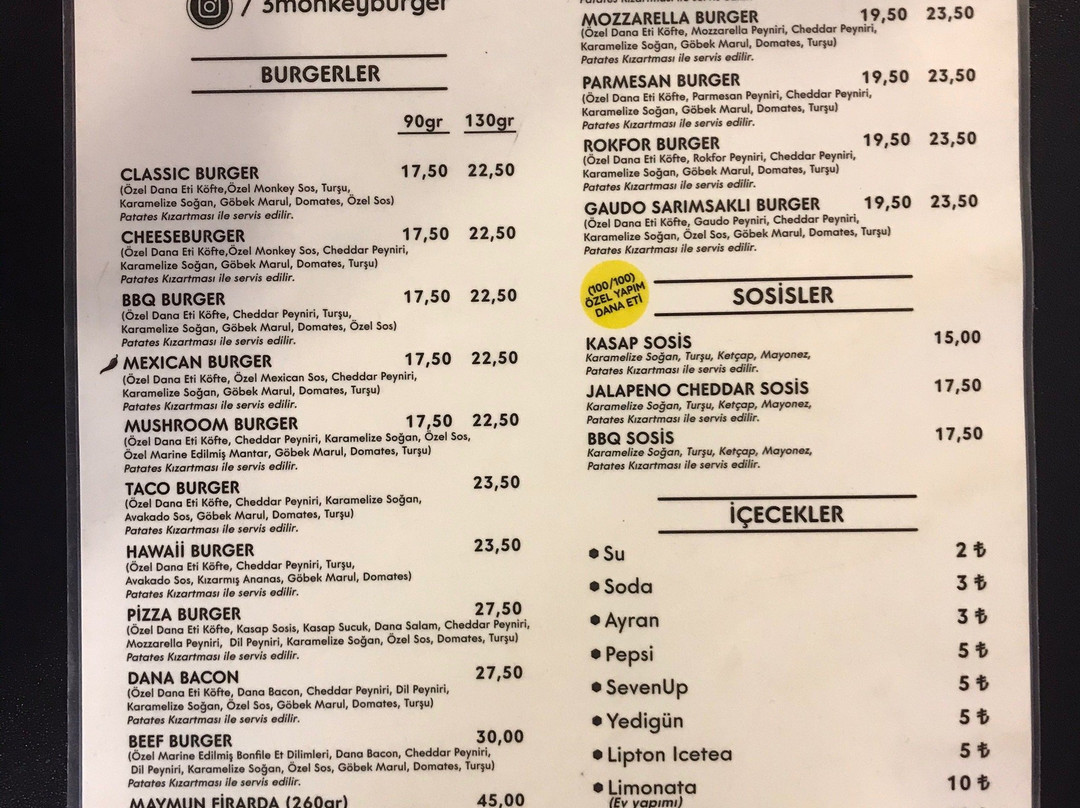 / 3monkeyburger
BURGERLER
90gr 130gr
CLASSIC BURGER 17,50 22,50
(Özel Dana Eti Köfte,Özel Monkey Sos, Turşu,
Karamelize Soğan, Göbek Marul, Domates, Özel Sos)
Patates Kızartması ile servis edilir.
CHEESEBURGER 17,50 22,50
(Özel Dana Eti Köfte,Özel Monkey Sos, Cheddar Peyniri,
Karamelize Soğan, Göbek Marul, Domates, Turşu)
Patates Kızartması ile servis edilir.
BBQ BURGER 17,50 22,50
(Özel Dana Eti Köfte, Cheddar Peyniri, Turşu,
Karamelize Soğan, Göbek Marul, Domates, Özel Sos)
Patates Kızartması ile servis edilir.
MEXICAN BURGER 17,50 22,50
(Özel Dana Eti Köfte, Özel Mexican Sos, Cheddar Peyniri,
Karamelize Soğan, Göbek Marul, Domates, Turşu)
Patates Kızartması ile servis edilir.
MUSHROOM BURGER 17,50 22,50
(Özel Dana Eti Köfte, Cheddar Peyniri, Karamelize Soğan, Özel Sos,
Özel Marine Edilmiş Mantar, Göbek Marul, Domates, Turşu)
Patates Kızartması ile servis edilir.
TACO BURGER 23,50
(Özel Dana Eti Köfte, Cheddar Peyniri, Karamelize Soğan,
Avakado Sos, Göbek Marul, Domates, Turşu)
Patates Kızartması ile servis edilir.
HAWAİİ BURGER 23,50
(Özel Dana Eti Köfte, Cheddar Peyniri, Turşu,
Avakado Sos, Kızarmış Ananas, Göbek Marul, Domates)
Patates Kızartması ile servis edilir.
PİZZA BURGER 27,50
(Özel Dana Eti Köfte, Kasap Sosis, Kasap Sucuk, Dana Salam, Cheddar Peyniri,
Mozzarella Peyniri, Dil Peyniri, Karamelize Soğan, Özel Sos, Domates, Turşu)
Patates Kızartması ile servis edilir.
DANA BACON 27,50
(Özel Dana Eti Köfte, Dana Bacon, Cheddar Peyniri, Dil Peyniri,
Karamelize Soğan, Özel Sos, Göbek Marul, Domates, Turşu)
Patates Kızartması ile servis edilir.
BEEF BURGER 30,00
(Özel Marine Edilmiş Bonfile Et Dilimleri, Dana Bacon, Cheddar Peyniri,
Dil Peyniri, Karamelize Soğan, Özel Sos, Göbek Marul, Domates, Turşu)
Patates Kızartması ile servis edilir.
MAYMUN FİRARDA (260gr) 45,00
MOZZARELLA BURGER 19,50 23,50
(Özel Dana Eti Köfte, Mozzarella Peyniri, Cheddar Peyniri,
Karamelize Soğan, Göbek Marul, Domates, Turşu)
Patates Kızartması ile servis edilir.
PARMESAN BURGER 19,50 23,50
(Özel Dana Eti Köfte, Parmesan Peyniri, Cheddar Peyniri,
Karamelize Soğan, Göbek Marul, Domates, Turşu)
Patates Kızartması ile servis edilir.
ROKFOR BURGER 19,50 23,50
(Özel Dana Eti Köfte, Rokfor Peyniri, Cheddar Peyniri,
Karamelize Soğan, Göbek Marul, Domates, Turşu)
Patates Kızartması ile servis edilir.
GAUDO SARIMSAKLI BURGER 19,50 23,50
(Özel Dana Eti Köfte, Gaudo Peyniri, Cheddar Peyniri,
Karamelize Soğan, Özel Sos, Göbek Marul, Domates, Turşu)
Patates Kızartması ile servis edilir.
(100/100)
ÖZEL YAPIM
DANA ETİ
SOSİSLER
KASAP SOSİS 15,00
Karamelize Soğan, Turşu, Ketçap, Mayonez,
Patates Kızartması ile servis edilir.
JALAPENO CHEDDAR SOSİS 17,50
Karamelize Soğan, Turşu, Ketçap, Mayonez,
Patates Kızartması ile servis edilir.
BBQ SOSİS 17,50
Karamelize Soğan, Turşu, Ketçap, Mayonez,
Patates Kızartması ile servis edilir.
İÇECEKLER
Su 2 ₺
Soda 3 ₺
Ayran 3 ₺
Pepsi 5 ₺
SevenUp 5 ₺
Yedigün 5 ₺
Lipton Icetea 5 ₺
Limonata 10 ₺
(Ev yapımı)